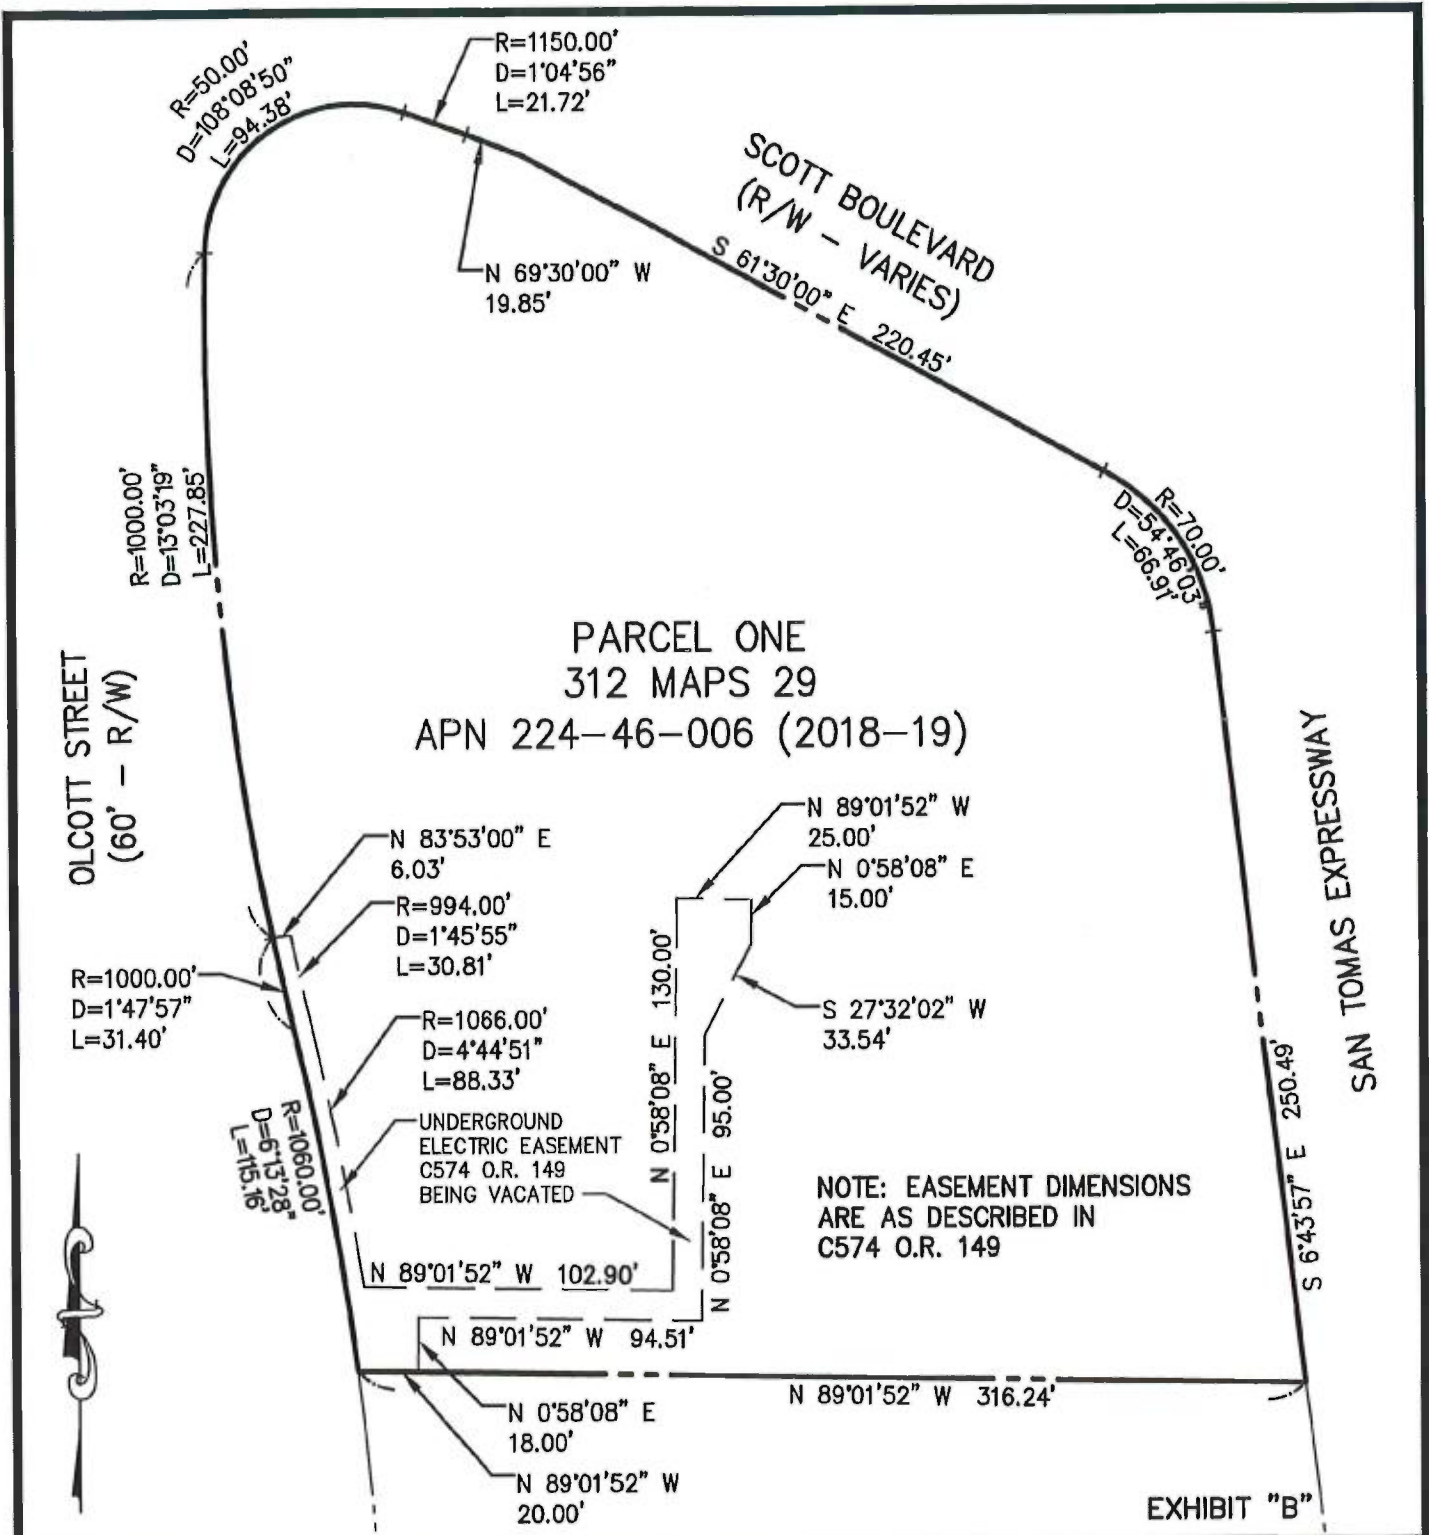 R=50.00'
D=108°08'50"
L=94.38'
R=1150.00'
D=1°04'56"
L=21.72'
SCOTT BOULEVARD
(R/W - VARIES)
N 69°30'00" W
19.85'
S 61°30'00" E 220.45'
R=70.00'
D=54°46'03"
L=66.91'
R=1000.00'
D=13°03'19"
L=227.85'
PARCEL ONE
312 MAPS 29
APN 224-46-006 (2018-19)
OLCOTT STREET
(60' - R/W)
SAN TOMAS EXPRESSWAY
N 83°53'00" E
6.03'
N 89°01'52" W
25.00'
N 0°58'08" E
15.00'
R=994.00'
D=1°45'55"
L=30.81'
R=1000.00'
D=1°47'57"
L=31.40'
R=1066.00'
D=4°44'51"
L=88.33'
S 27°32'02" W
33.54'
N 0°58'08" E 130.00'
N 0°58'08" E 95.00'
R=1060.00'
D=6°13'28"
L=115.16'
UNDERGROUND
ELECTRIC EASEMENT
C574 O.R. 149
BEING VACATED
NOTE: EASEMENT DIMENSIONS
ARE AS DESCRIBED IN
C574 O.R. 149
S 6°43'57" E 250.49'
N 89°01'52" W 102.90'
N 89°01'52" W 94.51'
N 89°01'52" W 316.24'
N 0°58'08" E
18.00'
N 89°01'52" W
20.00'
EXHIBIT "B"